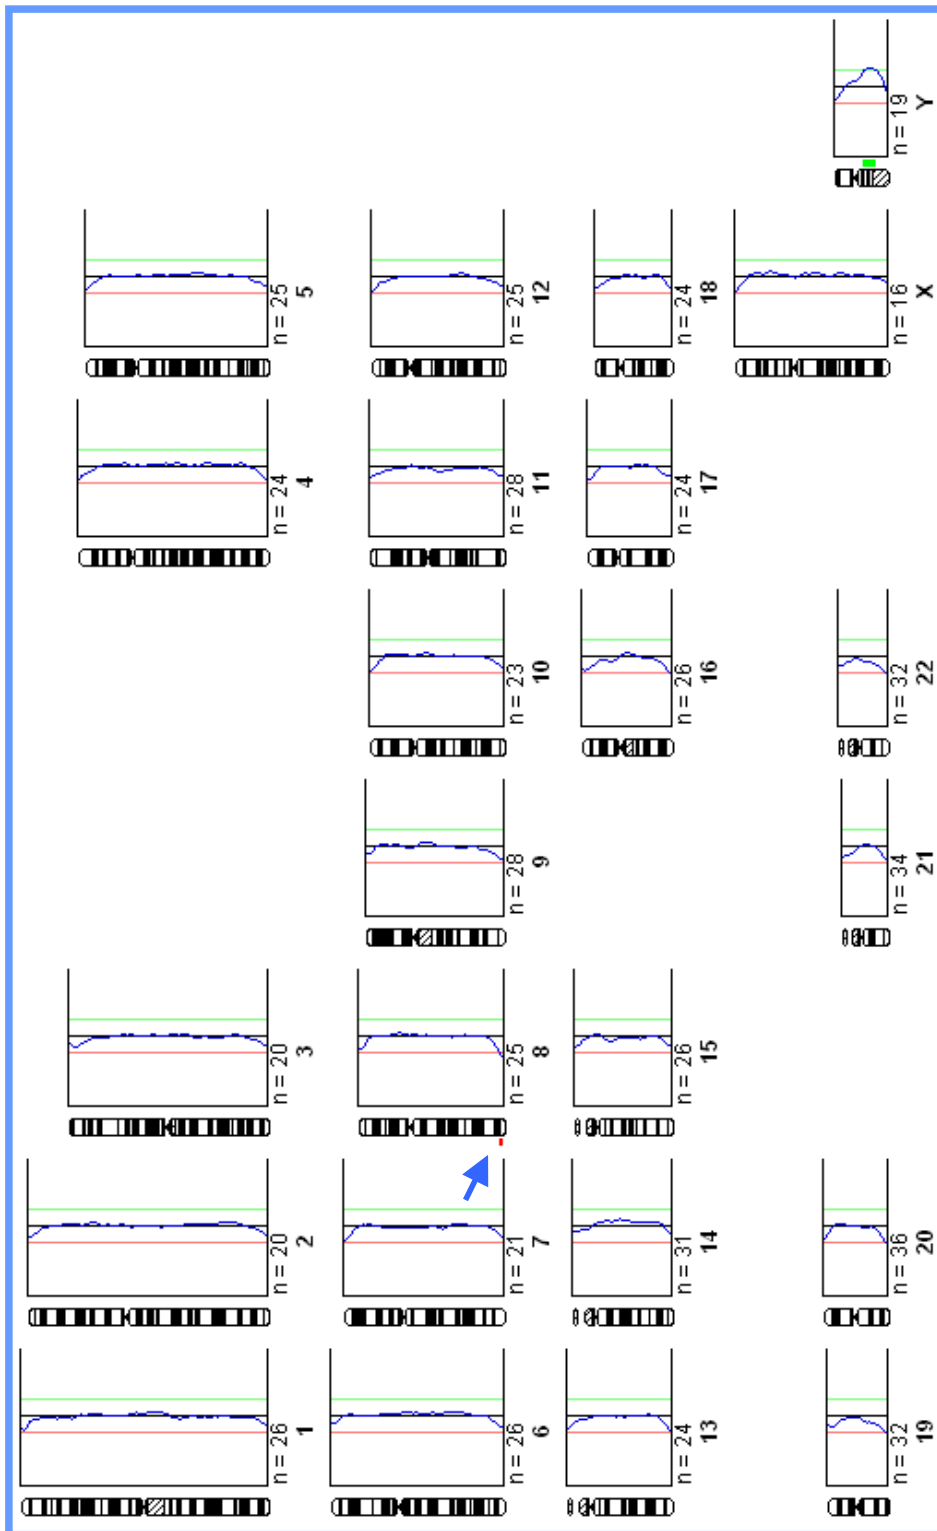 n = 26
1
n = 20
2
n = 20
3
n = 24
4
n = 25
5
n = 26
6
n = 21
7
n = 25
8
n = 28
9
n = 23
10
n = 28
11
n = 25
12
n = 24
13
n = 31
14
n = 26
15
n = 26
16
n = 24
17
n = 24
18
n = 32
19
n = 36
20
n = 34
21
n = 32
22
n = 16
X
n = 19
Y